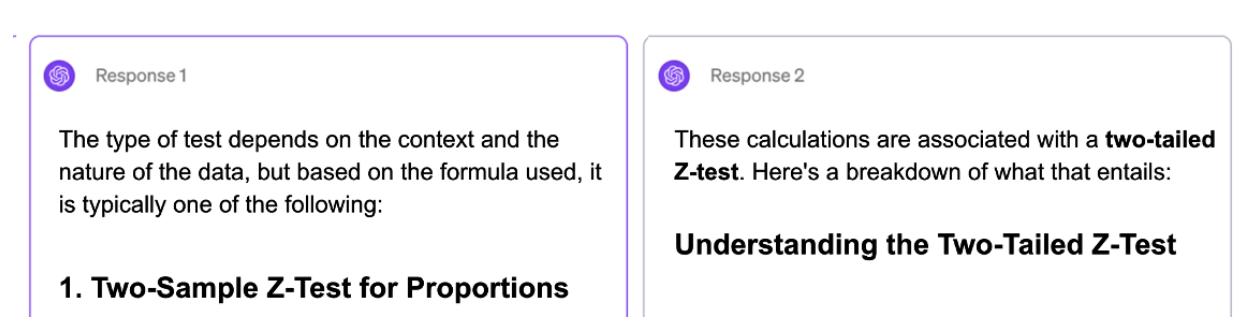 Response 1
The type of test depends on the context and the
nature of the data, but based on the formula used, it
is typically one of the following:
1. Two-Sample Z-Test for Proportions
Response 2
These calculations are associated with a two-tailed
Z-test. Here's a breakdown of what that entails:
Understanding the Two-Tailed Z-Test